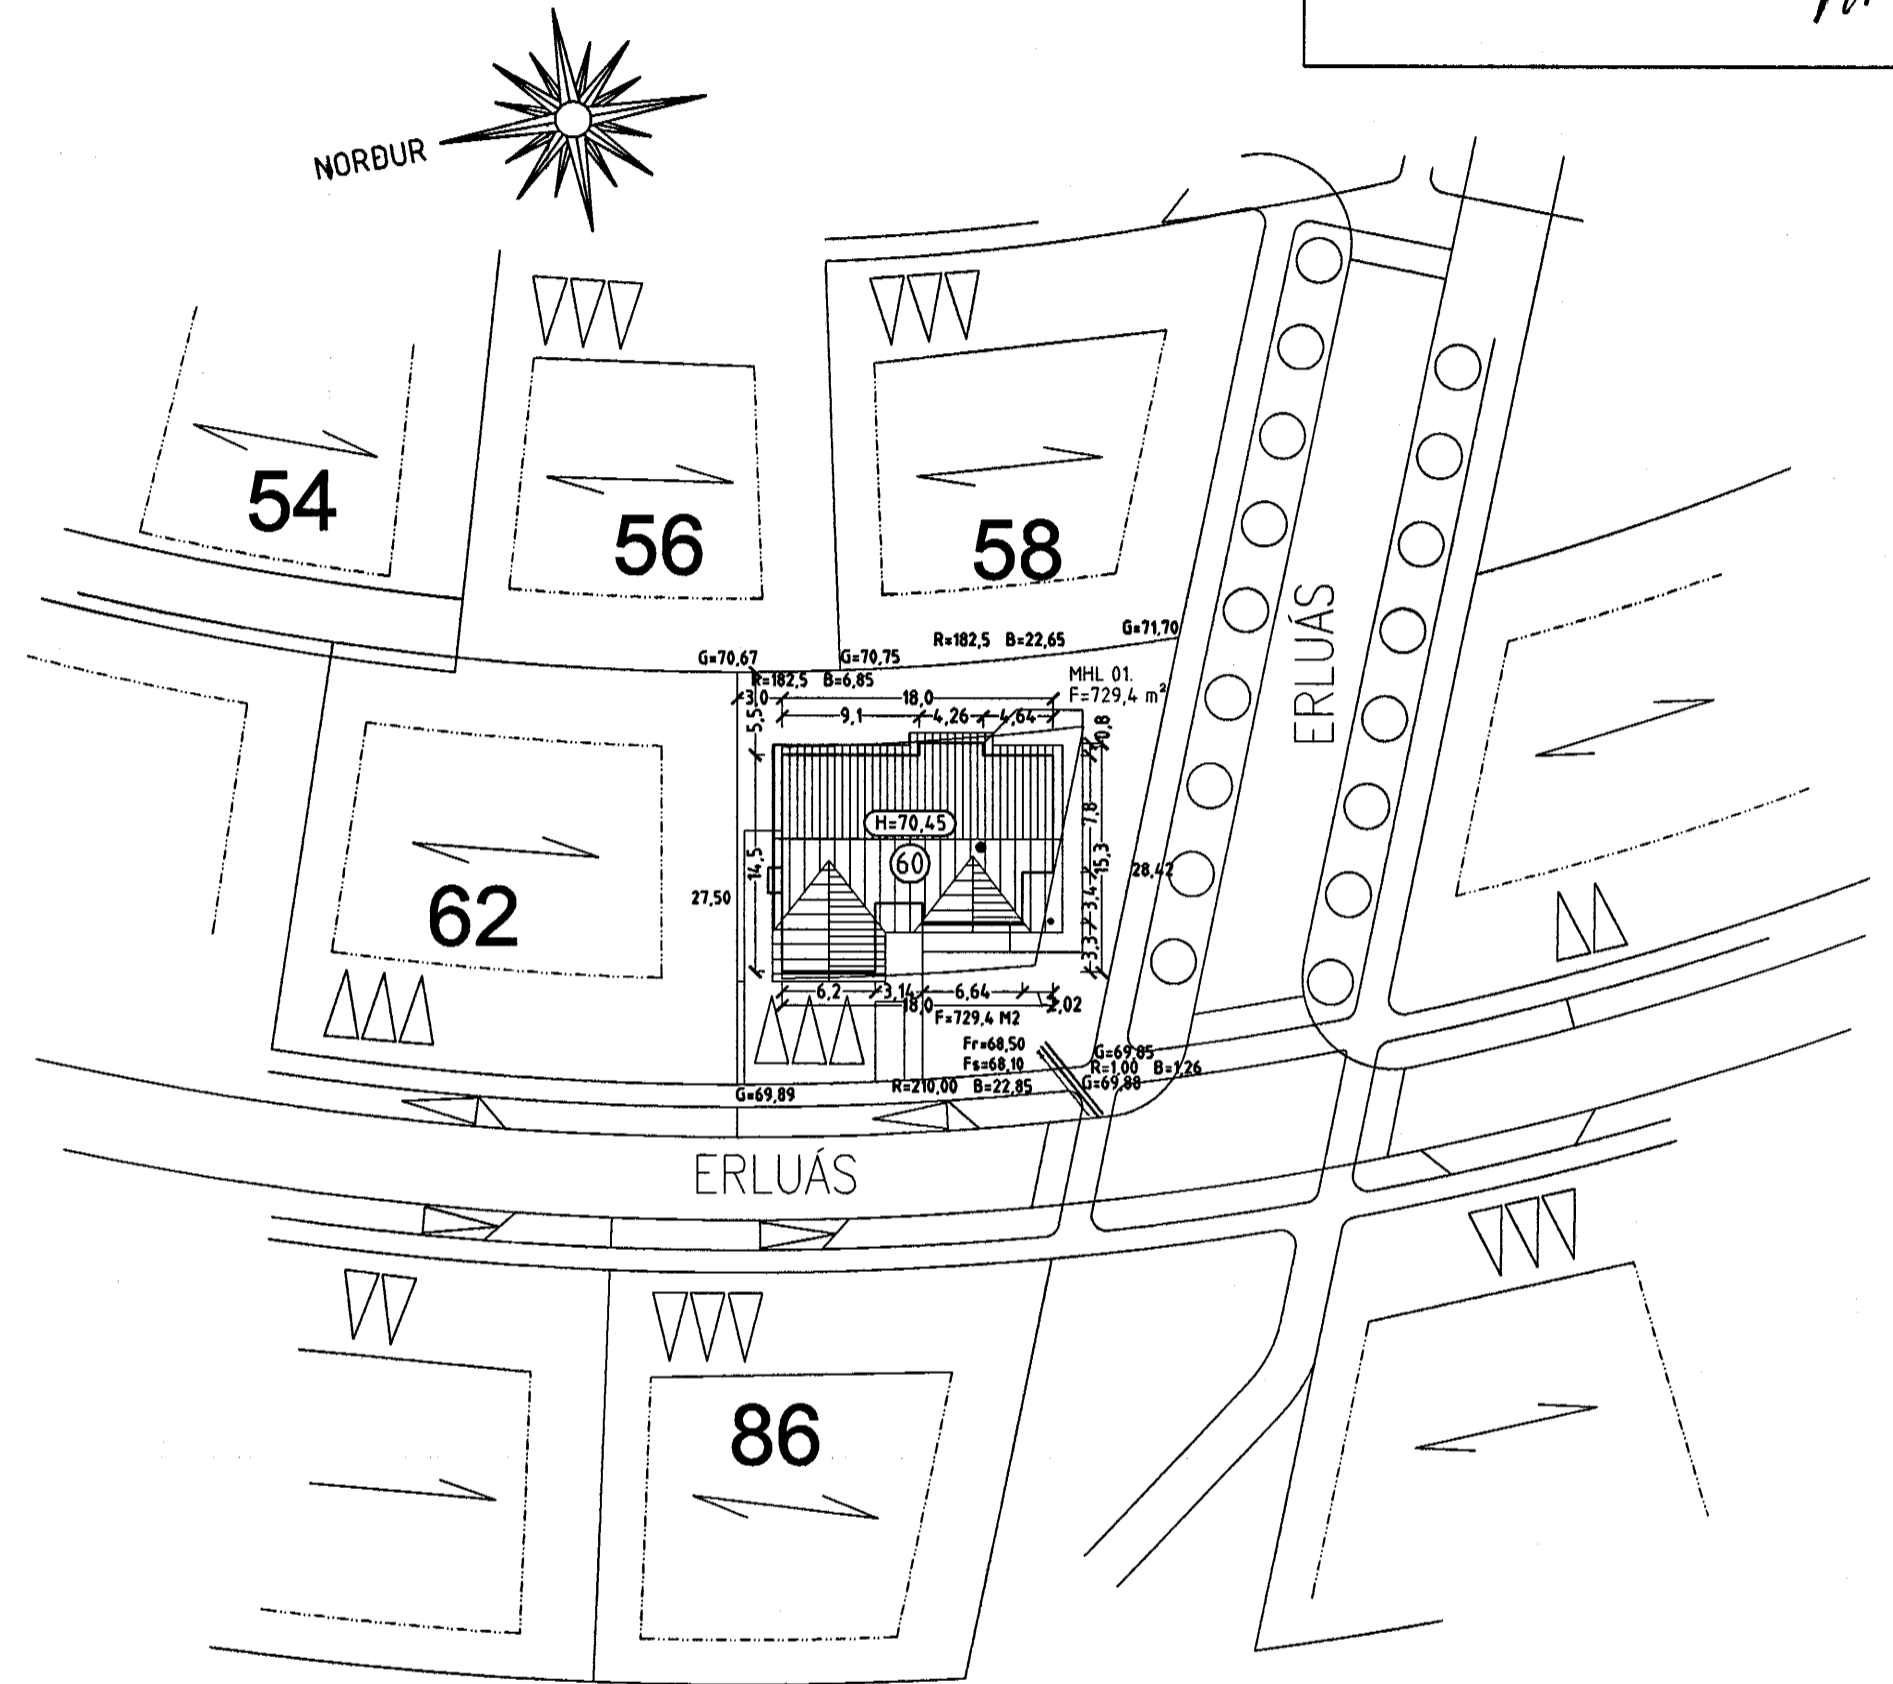 NORÐUR
54
56
58
ERLUÁS
R=182,5 B=22,65
G=71,70
G=70,67
G=70,75
R=182,5 B=6,85
MHL 01.
F=729,4 m²
3,0
18,0
5,5
9,1
4,26
4,64
0,8
H=70,45
7,8
60
14,5
15,3
28,42
27,50
3,4
62
3,3
6,2
3,14
6,64
18,0
2,02
F=729,4 M2
Fr=68,50
Fs=68,10
G=69,85
R=1,00 B=1,26
R=210,00 B=22,85
G=69,88
G=69,89
ERLUÁS
86